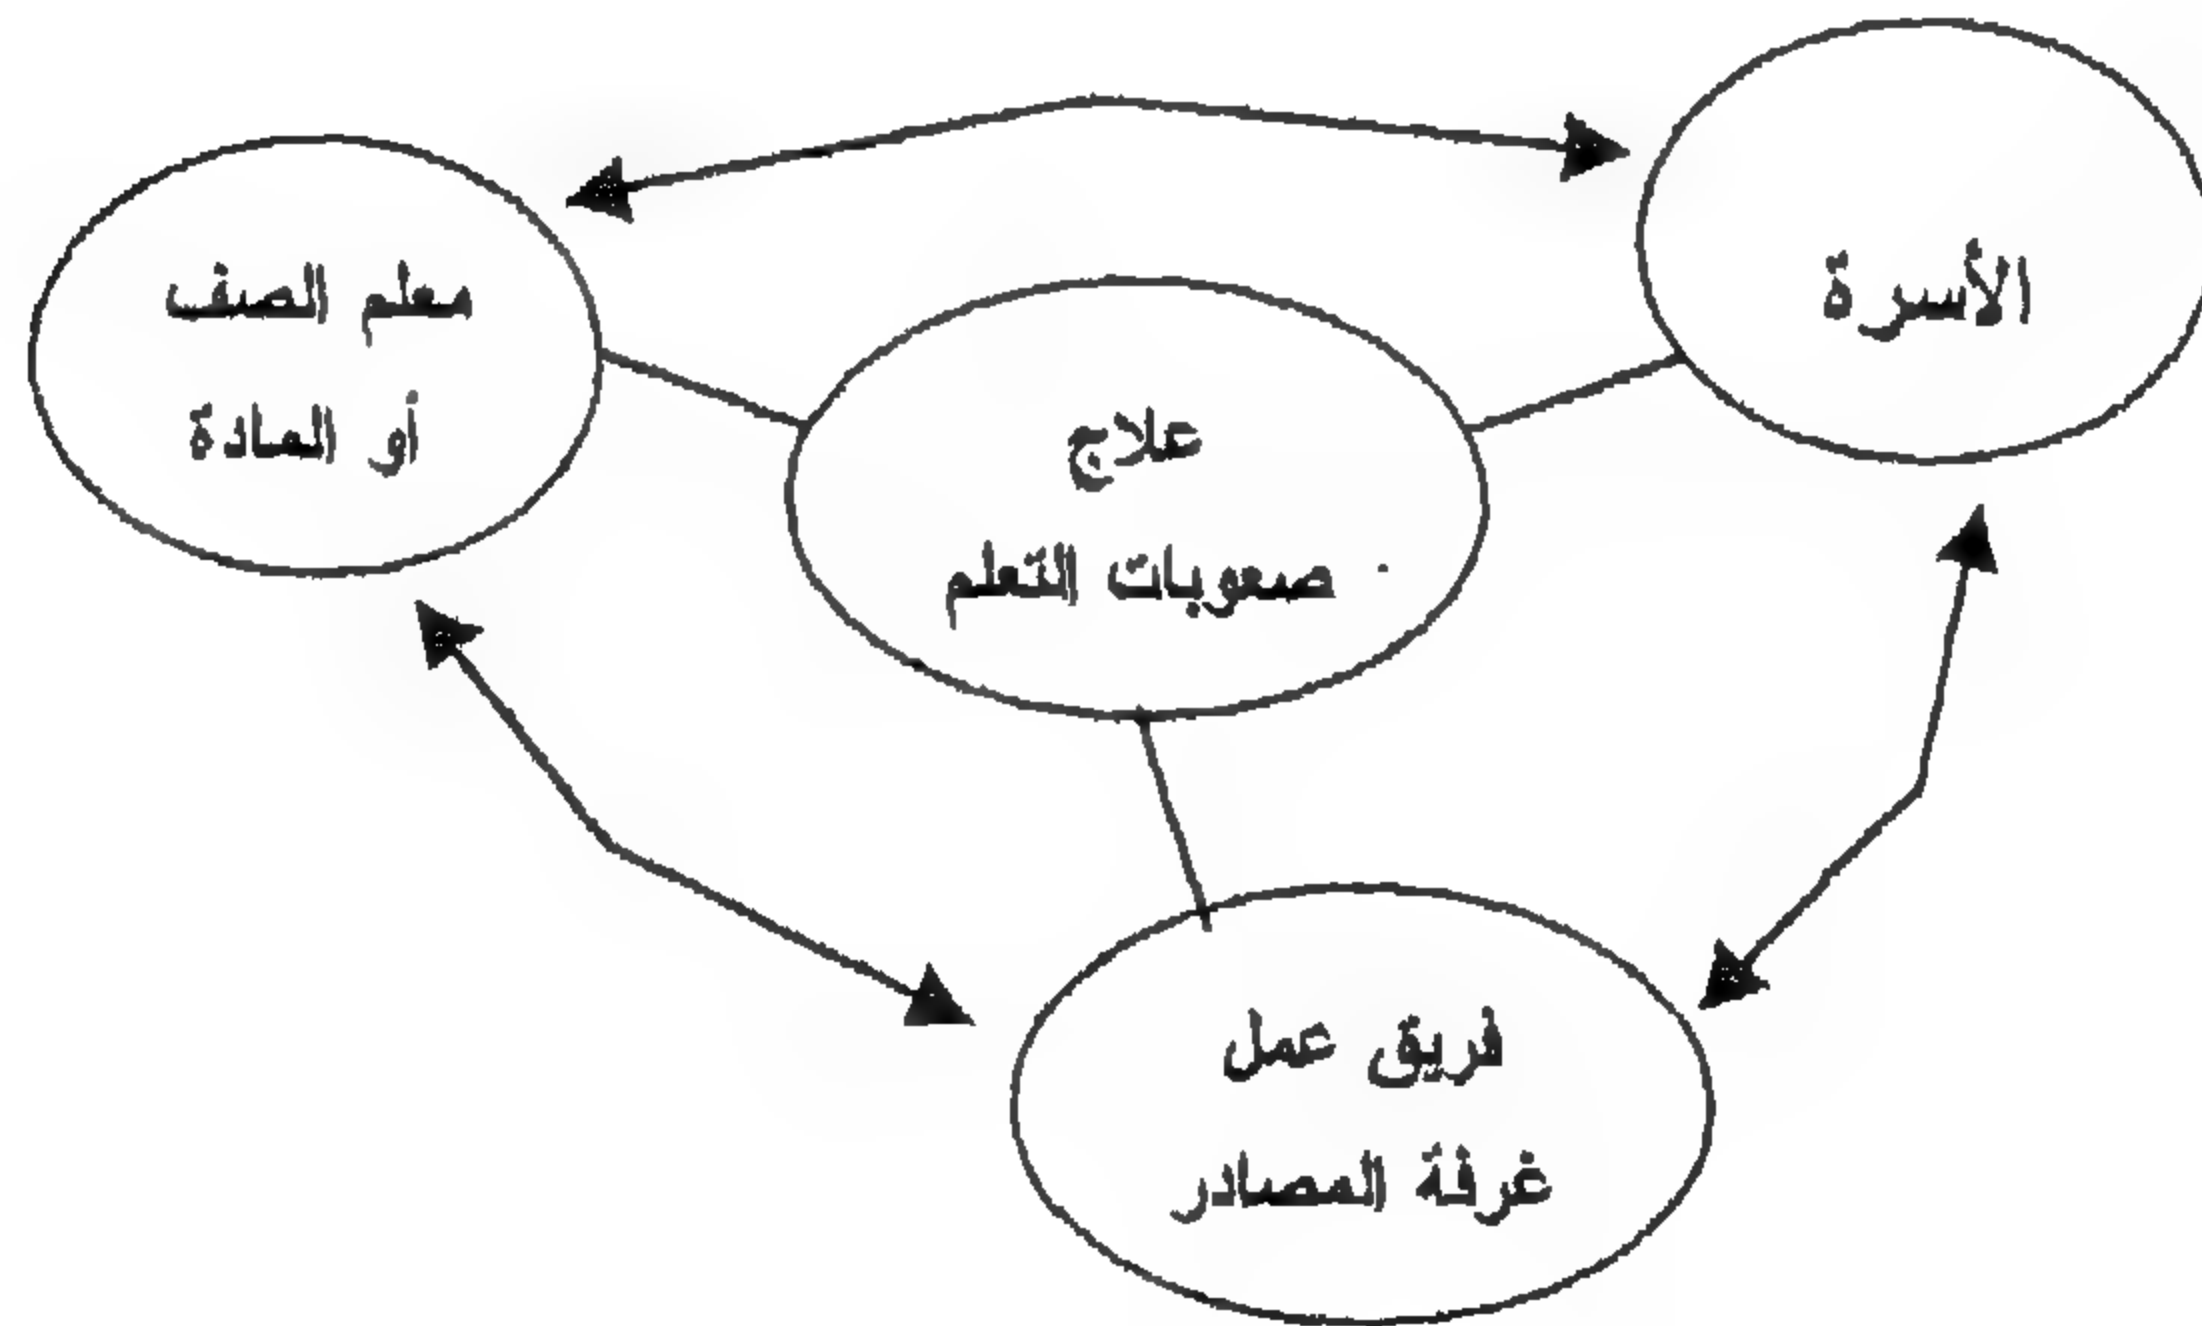 الأسرة
معلم الصف
أو المادة
علاج
صعوبات التعلم
فريق عمل
غرفة المصادر